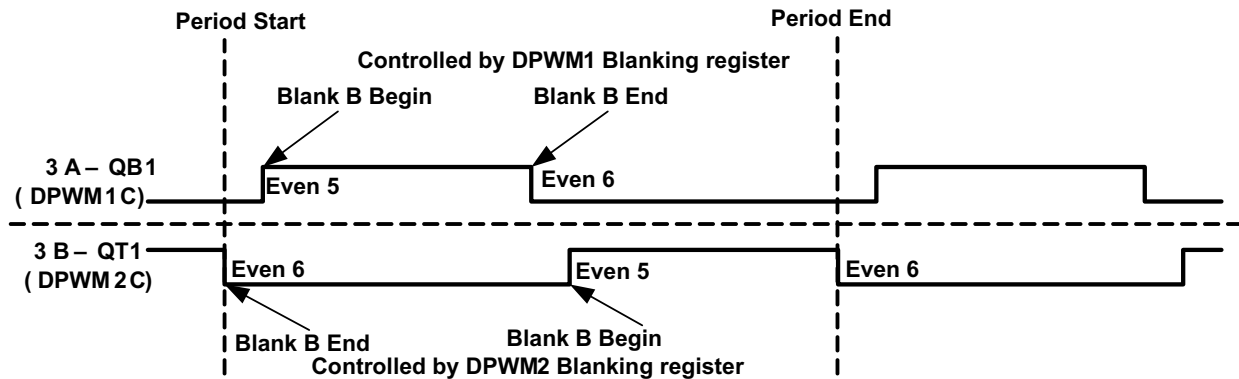 Period Start
Period End
Controlled by DPWM1 Blanking register
Blank B Begin
Blank B End
3 A – QB1
( DPWM1C)
Even 5
Even 6
3 B – QT1
( DPWM2C)
Even 6
Even 5
Even 6
Blank B End
Blank B Begin
Controlled by DPWM2 Blanking register